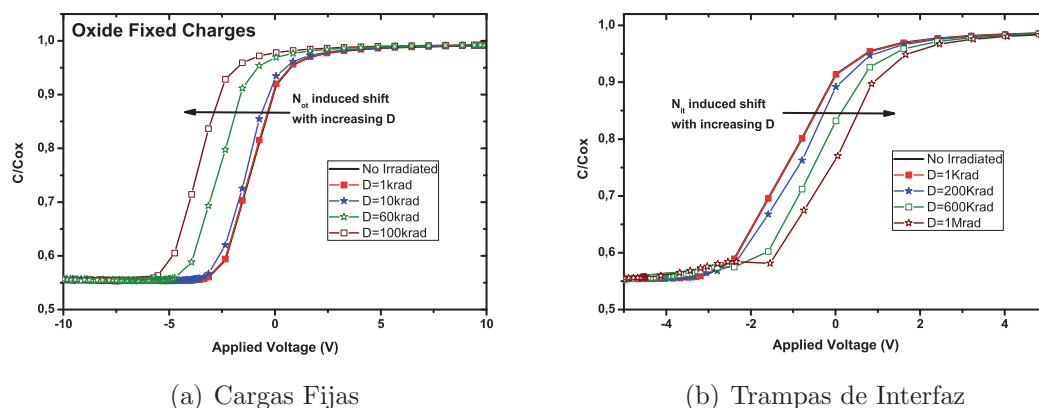 Oxide Fixed Charges
1,0
0,9
0,8
0,7
0,6
0,5
C/Cox
N_ot induced shift
with increasing D
No Irradiated
D=1krad
D=10krad
D=60krad
D=100krad
-10
-5
0
5
10
Applied Voltage (V)
(a) Cargas Fijas
1,0
0,9
0,8
0,7
0,6
0,5
C/Cox
N_it induced shift
with increasing D
No Irradiated
D=1Krad
D=200Krad
D=600Krad
D=1Mrad
-4
-2
0
2
4
Applied Voltage (V)
(b) Trampas de Interfaz